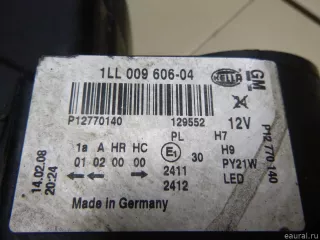 1LL 009 606-04
HELLA
GM
P12770140
129552
12V
P12 770 140
PL
H7
1a A HR HC
E1
30
H9
01 02 00 00
PY21W
2411
LED
2412
14.02.08
20:24
Made in Germany
eaural.ru